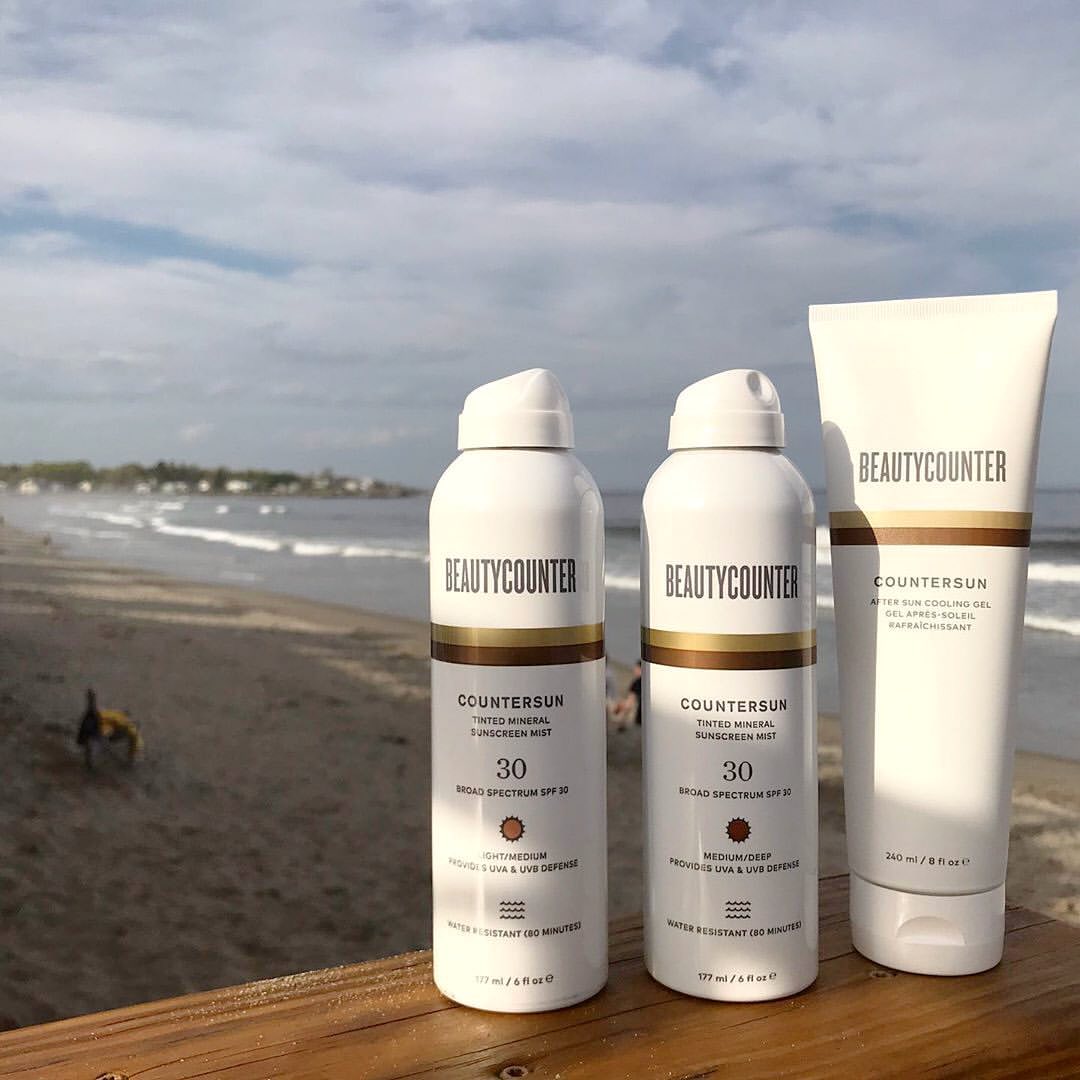 BEAUTYCOUNTER
COUNTERSUN
TINTED MINERAL
SUNSCREEN MIST
30
BROAD SPECTRUM SPF 30
LIGHT/MEDIUM
PROVIDES UVA & UVB DEFENSE
WATER RESISTANT (80 MINUTES)
177 ml / 6 fl oz e
BEAUTYCOUNTER
COUNTERSUN
TINTED MINERAL
SUNSCREEN MIST
30
BROAD SPECTRUM SPF 30
MEDIUM/DEEP
PROVIDES UVA & UVB DEFENSE
WATER RESISTANT (80 MINUTES)
177 ml / 6 fl oz e
BEAUTYCOUNTER
COUNTERSUN
AFTER SUN COOLING GEL
GEL APRÈS-SOLEIL
RAFRAÎCHISSANT
240 ml / 8 fl oz e